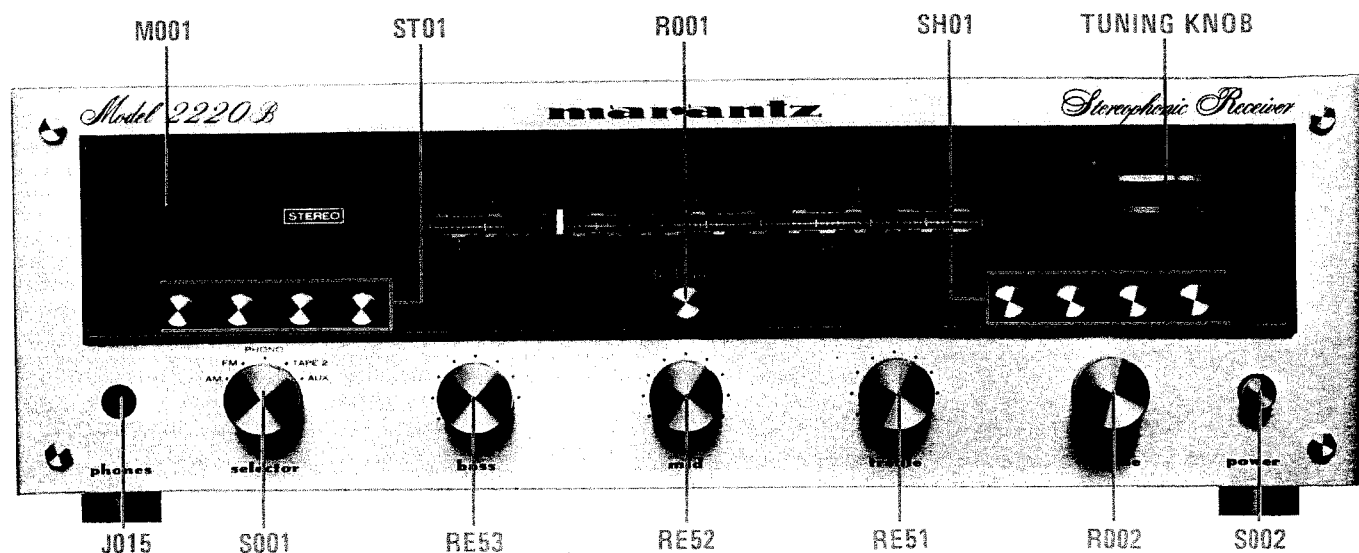 M001 ST01 R001 SH01 TUNING KNOB
Model 2220B marantz Stereophonic Receiver
STEREO
PHONO
FM TAPE 2
AM AUX
phones selector bass mid treble power
J015 S001 RE53 RE52 RE51 R002 S002